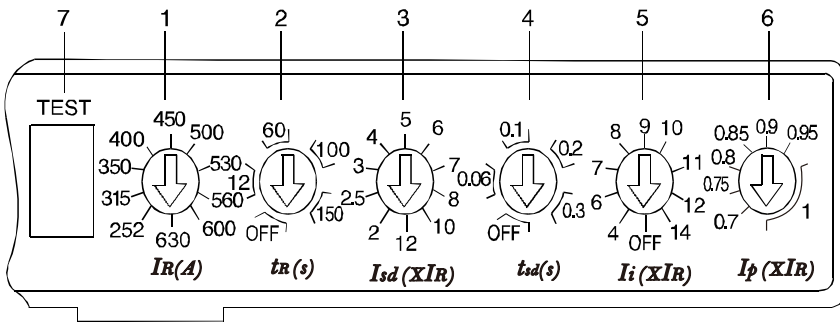 7 1 2 3 4 5 6
TEST
252 315 350 400 450 500 530 560 600 630
IR(A)
OFF 12 60 100 150
tR(s)
2 2.5 3 4 5 6 7 8 10 12
Isd (XIR)
OFF 0.06 0.1 0.2 0.3
tsd(s)
4 6 7 8 9 10 11 12 14 OFF
Ii (XIR)
0.7 0.75 0.8 0.85 0.9 0.95 1
Ip (XIR)